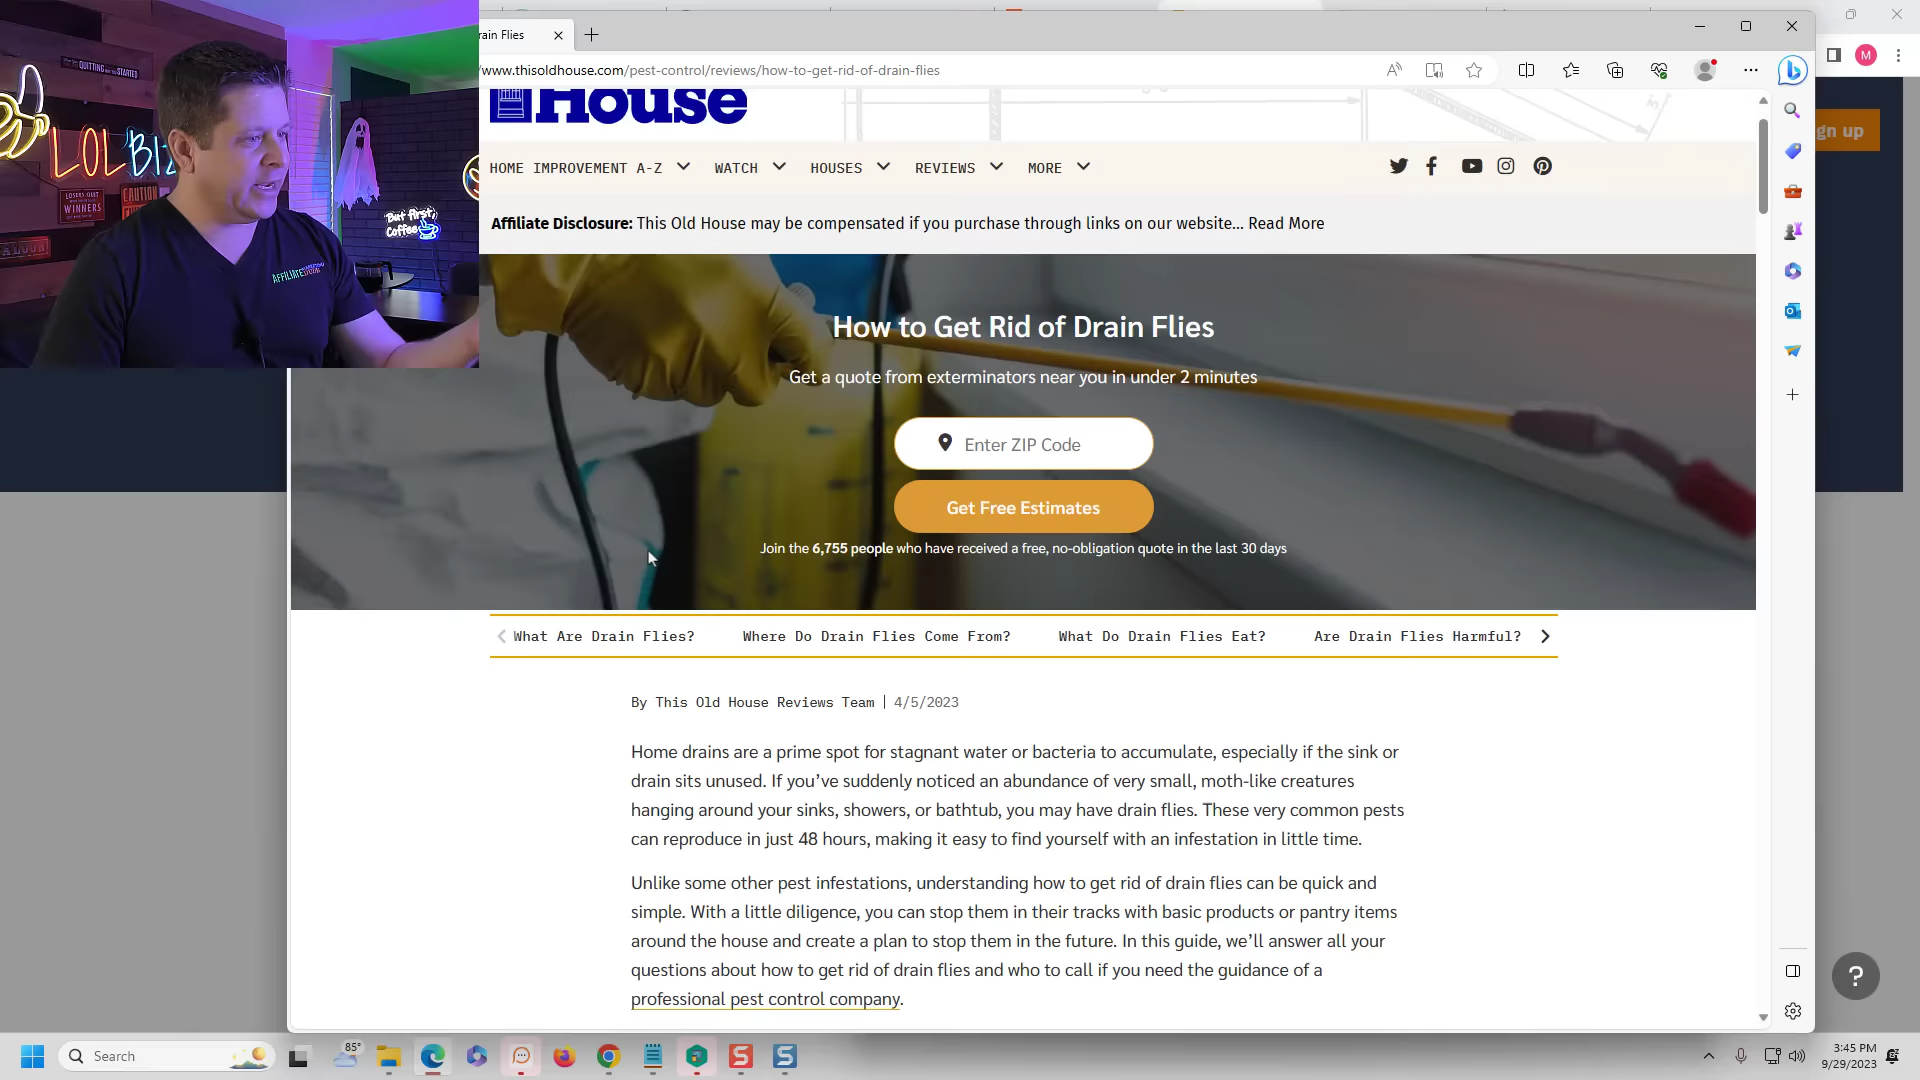 QUITTING STARTED
LOL BIZ
LOSERS QUIT
WINNERS
CAUTION
SALOON
But first,
Coffee
AFFILIATE
rain Flies
/www.thisoldhouse.com/pest-control/reviews/how-to-get-rid-of-drain-flies
M
gn up
House
HOME IMPROVEMENT A-Z WATCH HOUSES REVIEWS MORE
Affiliate Disclosure: This Old House may be compensated if you purchase through links on our website... Read More
How to Get Rid of Drain Flies
Get a quote from exterminators near you in under 2 minutes
Enter ZIP Code
Get Free Estimates
Join the 6,755 people who have received a free, no-obligation quote in the last 30 days
What Are Drain Flies? Where Do Drain Flies Come From? What Do Drain Flies Eat? Are Drain Flies Harmful?
By This Old House Reviews Team | 4/5/2023
Home drains are a prime spot for stagnant water or bacteria to accumulate, especially if the sink or
drain sits unused. If you’ve suddenly noticed an abundance of very small, moth-like creatures
hanging around your sinks, showers, or bathtub, you may have drain flies. These very common pests
can reproduce in just 48 hours, making it easy to find yourself with an infestation in little time.
Unlike some other pest infestations, understanding how to get rid of drain flies can be quick and
simple. With a little diligence, you can stop them in their tracks with basic products or pantry items
around the house and create a plan to stop them in the future. In this guide, we’ll answer all your
questions about how to get rid of drain flies and who to call if you need the guidance of a
professional pest control company.
?
Search
85°
3:45 PM
9/29/2023